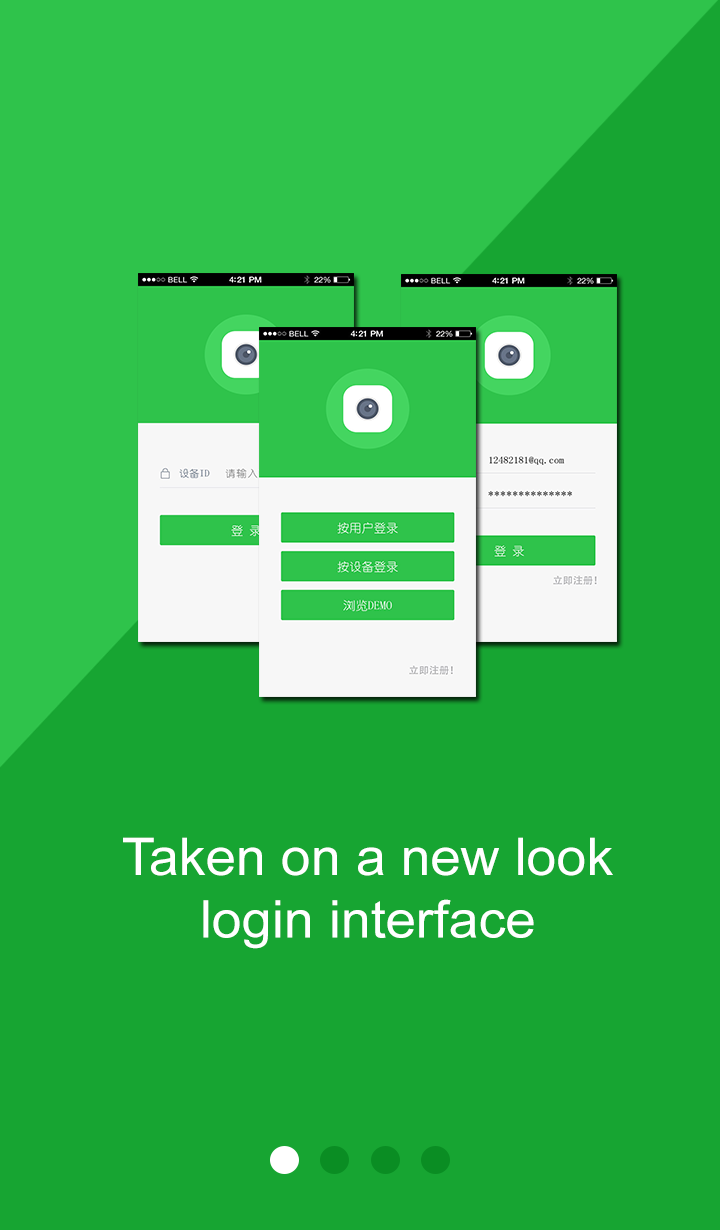 BELL 4:21 PM 22%
设备ID 请输入
登 录
BELL 4:21 PM 22%
按用户登录
按设备登录
浏览DEMO
立即注册!
BELL 4:21 PM 22%
12482181@qq.com
**************
登 录
立即注册!
Taken on a new look
login interface